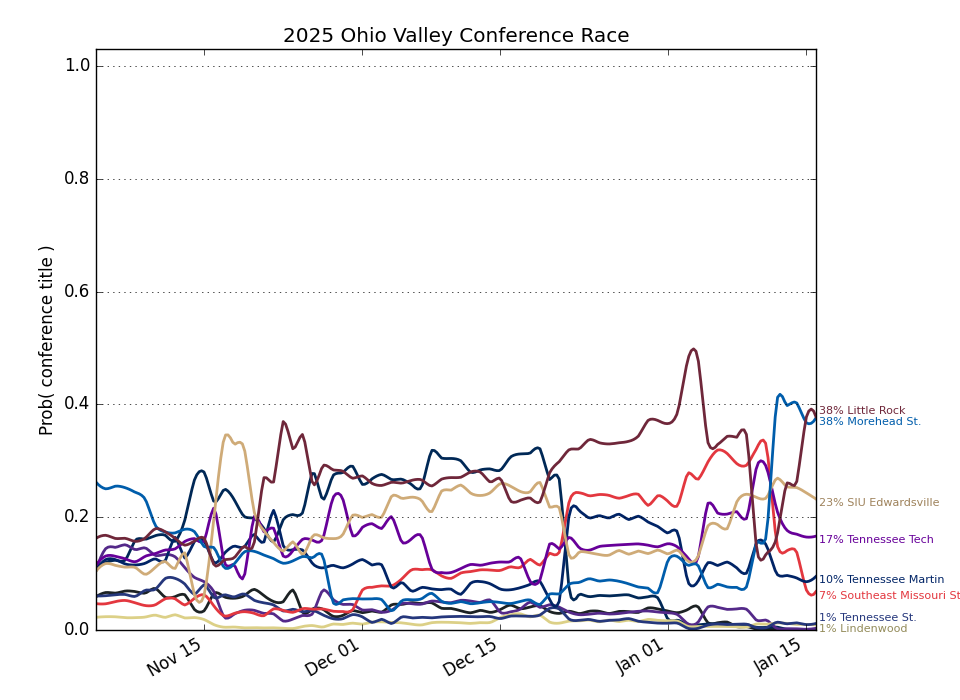 2025 Ohio Valley Conference Race
Prob( conference title )
1.0
0.8
0.6
0.4
0.2
0.0
Nov 15
Dec 01
Dec 15
Jan 01
Jan 15
38% Little Rock
38% Morehead St.
23% SIU Edwardsville
17% Tennessee Tech
10% Tennessee Martin
7% Southeast Missouri St
1% Tennessee St.
1% Lindenwood